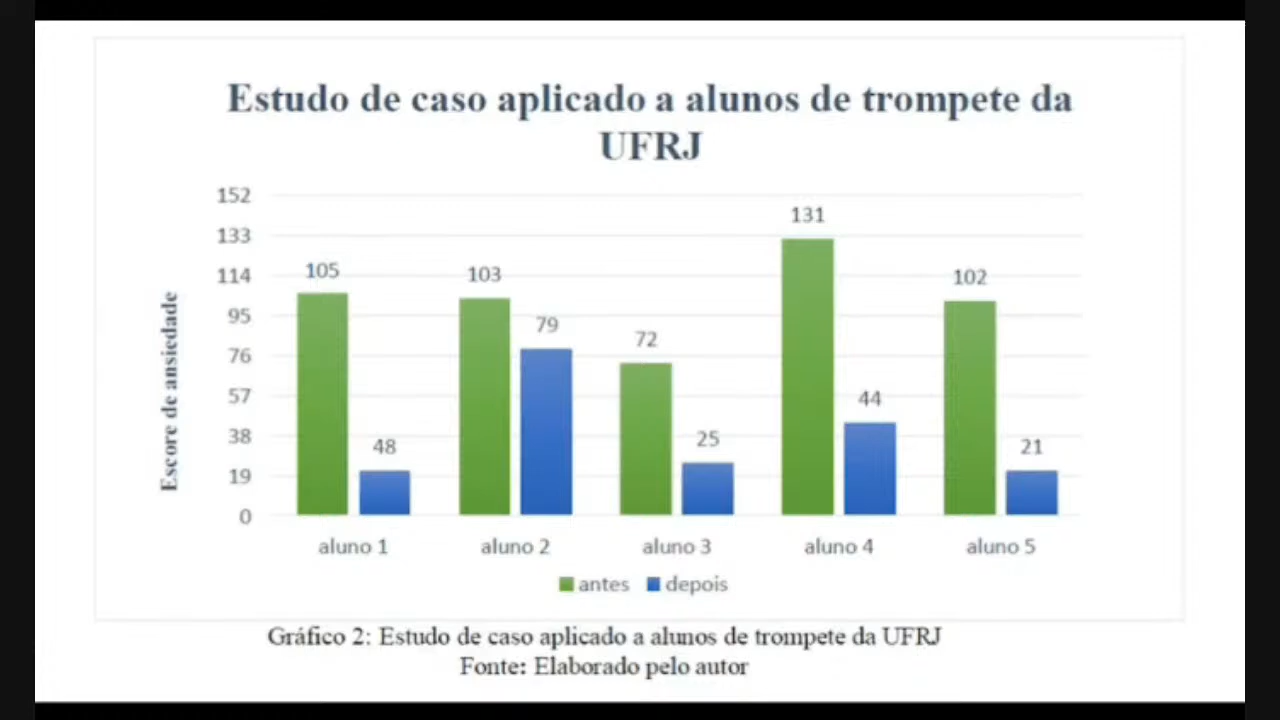 Estudo de caso aplicado a alunos de trompete da
UFRJ
152
133
114
95
76
57
38
19
0
Escore de ansiedade
105
48
103
79
72
25
131
44
102
21
aluno 1
aluno 2
aluno 3
aluno 4
aluno 5
antes
depois
Gráfico 2: Estudo de caso aplicado a alunos de trompete da UFRJ
Fonte: Elaborado pelo autor